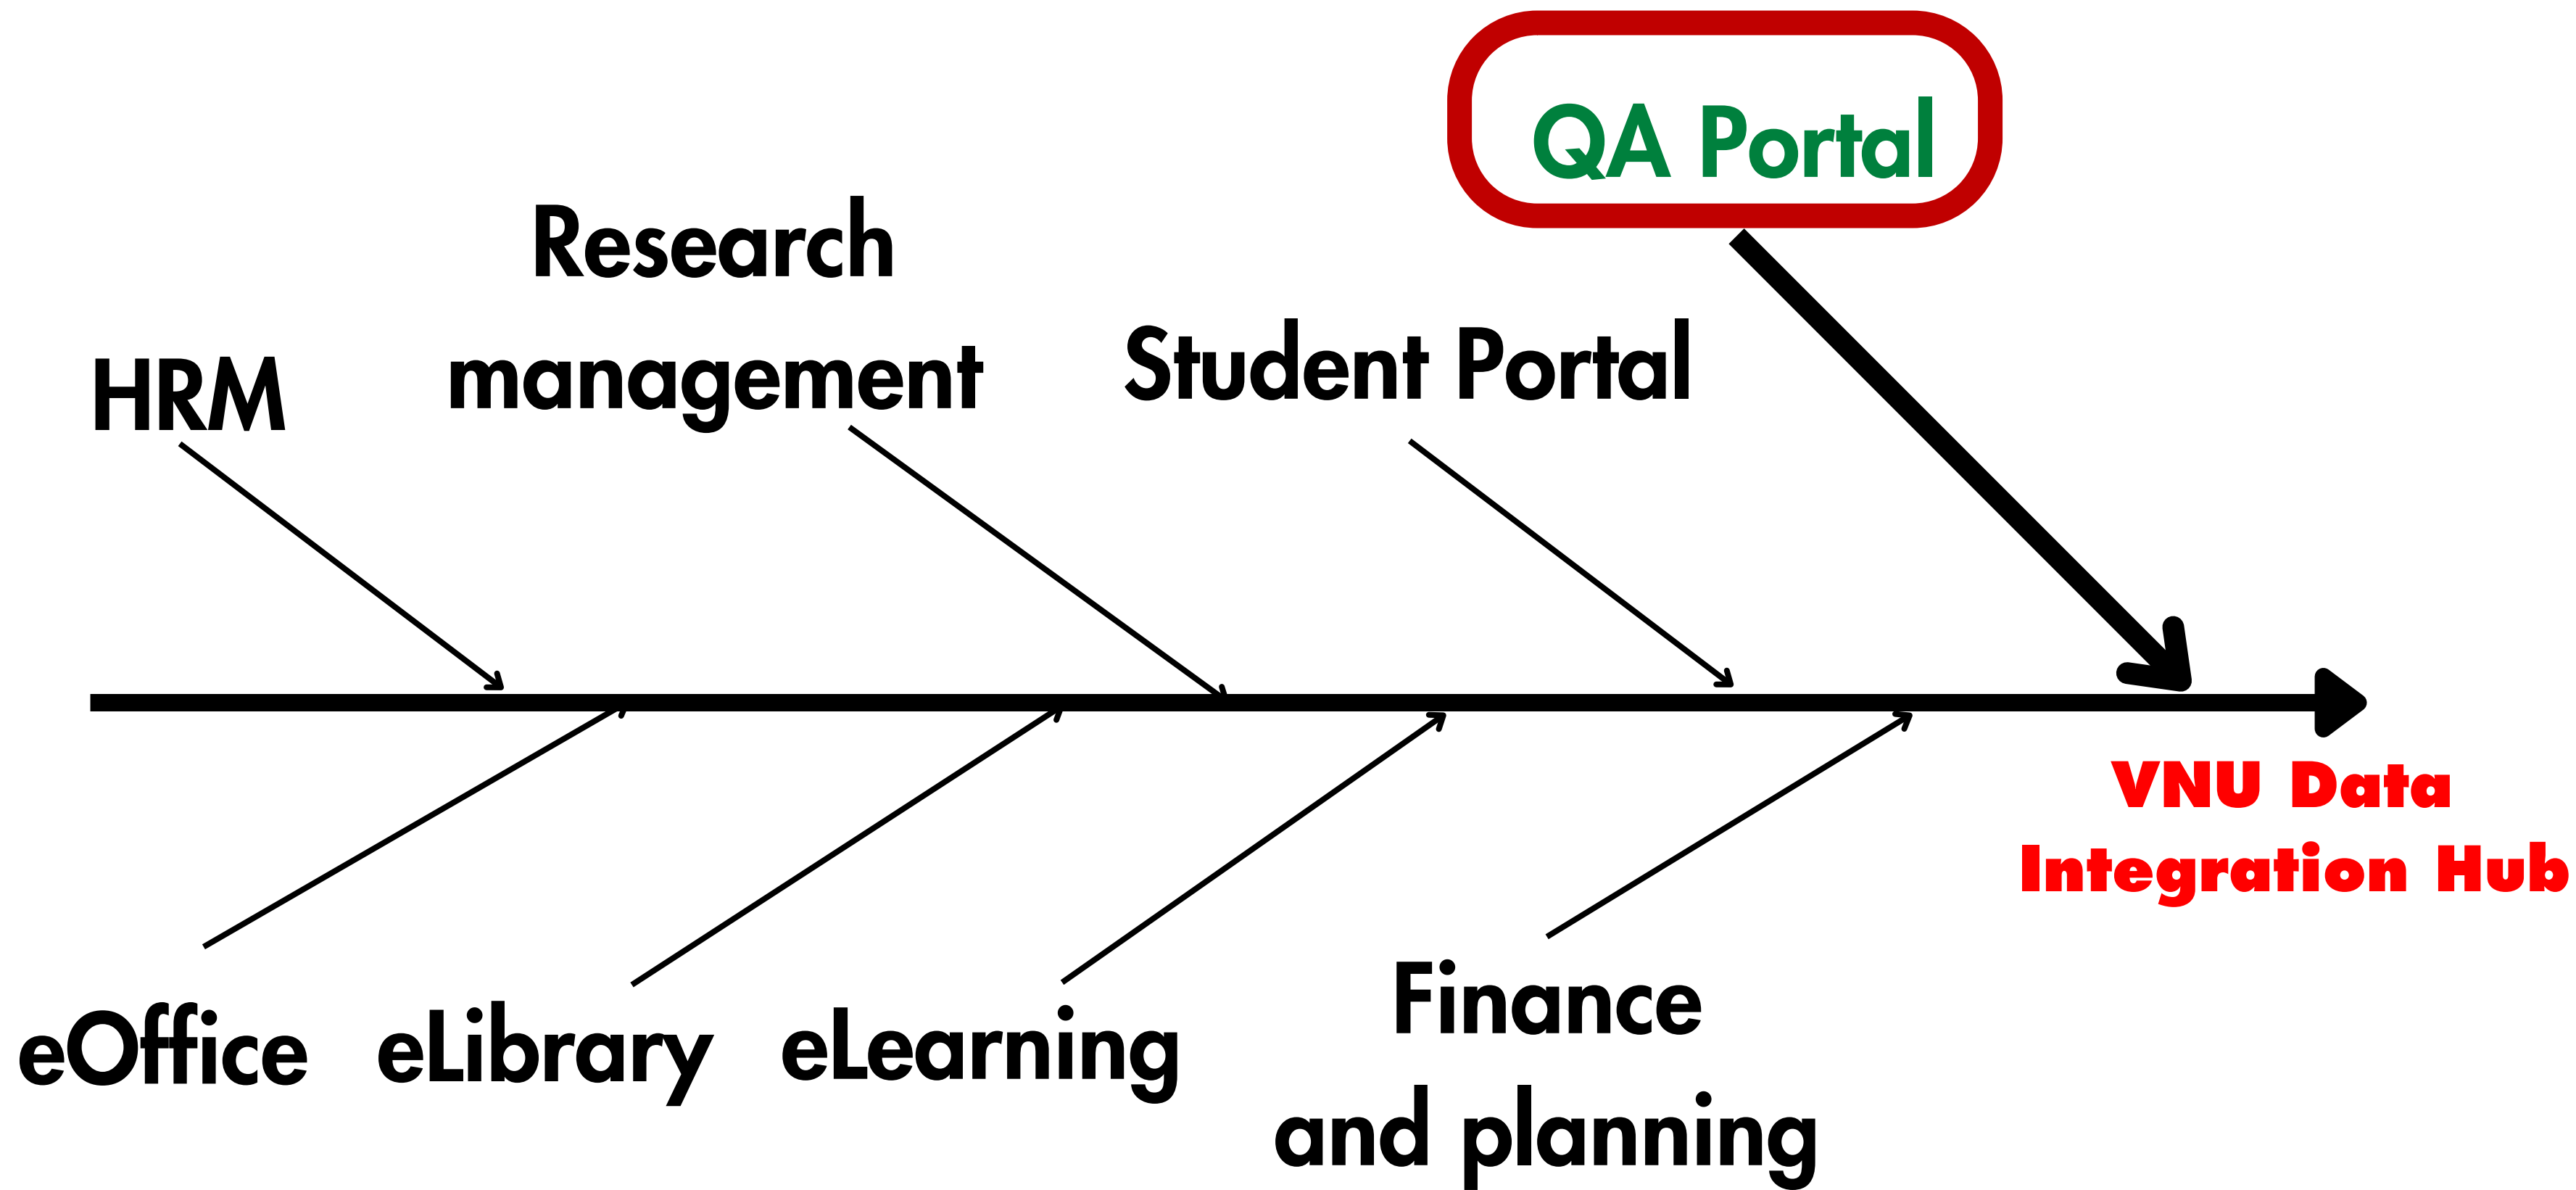 QA Portal
Research
management
Student Portal
HRM
VNU Data
Integration Hub
eOffice
eLibrary
eLearning
Finance
and planning